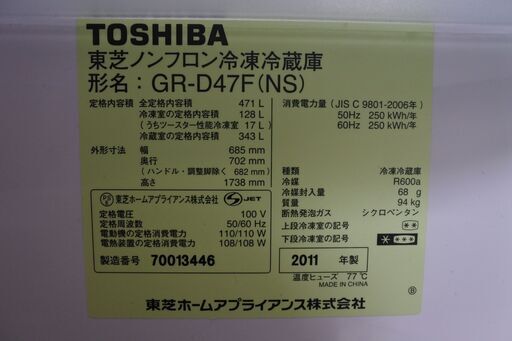 TOSHIBA
東芝ノンフロン冷凍冷蔵庫
形名：GR-D47F(NS)
定格内容積 全定格内容積 471 L
冷凍室の定格内容積 128 L
(うちツースター性能冷凍室 17 L)
冷蔵室の定格内容積 343 L
外形寸法 幅 685 mm
奥行 702 mm
(ハンドル・調整脚除く 682 mm)
高さ 1738 mm
東芝ホームアプライアンス株式会社 JET
定格電圧 100 V
定格周波数 50/60 Hz
電動機の定格消費電力 110/110 W
電熱装置の定格消費電力 108/108 W
製造番号 70013446
消費電力量 (JIS C 9801-2006年)
50Hz 250 kWh/年
60Hz 250 kWh/年
種類 冷凍冷蔵庫
冷媒 R600a
冷媒封入量 68 g
質量 94 kg
断熱発泡ガス シクロペンタン
上段冷凍室の記号
下段冷凍室の記号
2011 年製
温度ヒューズ 77℃
MADE IN CHINA
東芝ホームアプライアンス株式会社
Ⓑ